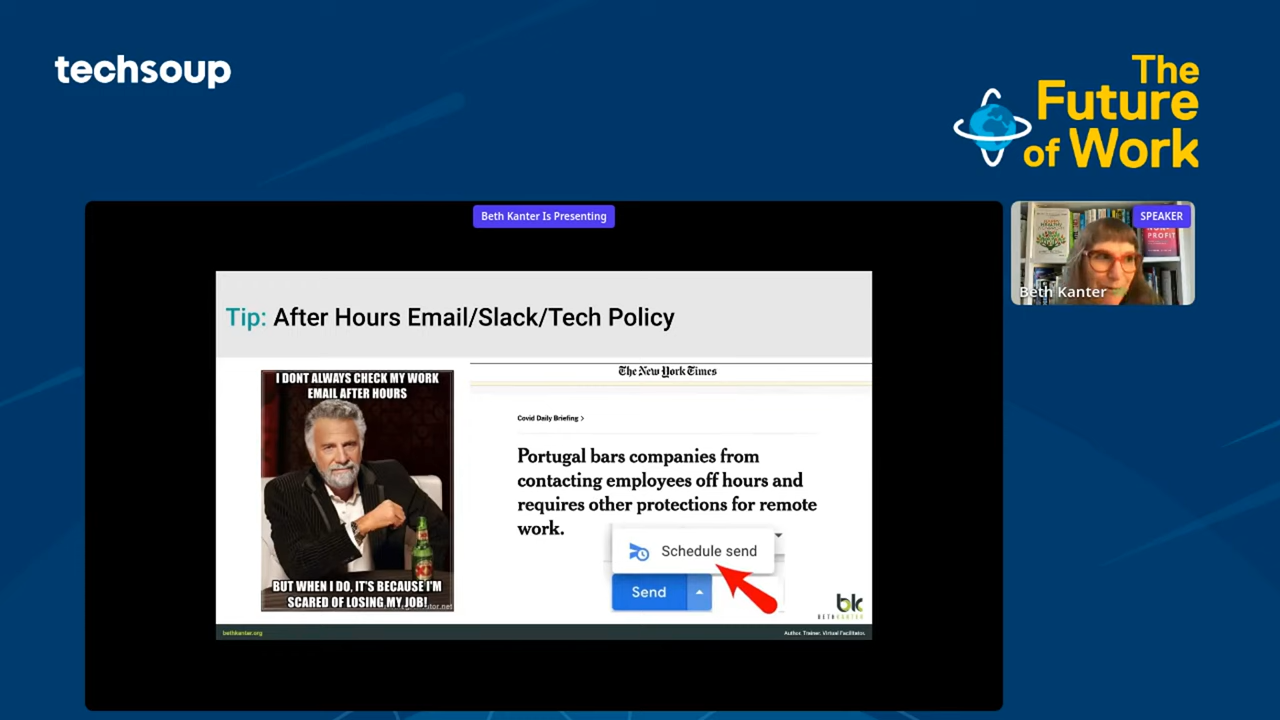 techsoup
The
Future
of Work
Beth Kanter Is Presenting
SPEAKER
Beth Kanter
Tip: After Hours Email/Slack/Tech Policy
I DONT ALWAYS CHECK MY WORK
EMAIL AFTER HOURS
BUT WHEN I DO, IT'S BECAUSE I'M
SCARED OF LOSING MY JOB!
The New York Times
Covid Daily Briefing >
Portugal bars companies from
contacting employees off hours and
requires other protections for remote
work.
Schedule send
Send
blc
BETHKANTER
bethkanter.org
Author. Trainer. Virtual Facilitator.